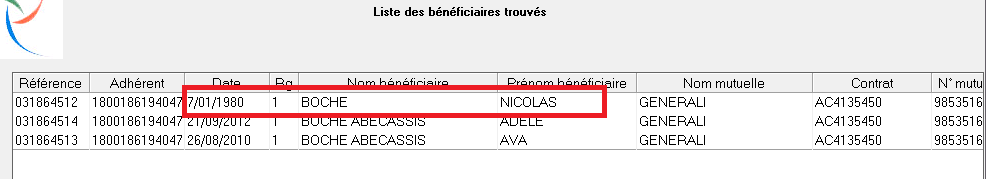 Liste des bénéficiaires trouvés
Référence Adhérent Date Rg Nom bénéficiaire Prénom bénéficiaire Nom mutuelle Contrat N° mutu
031864512 1800186194047 7/01/1980 1 BOCHE NICOLAS GENERALI AC4135450 9853516
031864514 1800186194047 21/09/2012 1 BOCHE ABECASSIS ADELE GENERALI AC4135450 9853516
031864513 1800186194047 26/08/2010 1 BOCHE ABECASSIS AVA GENERALI AC4135450 9853516